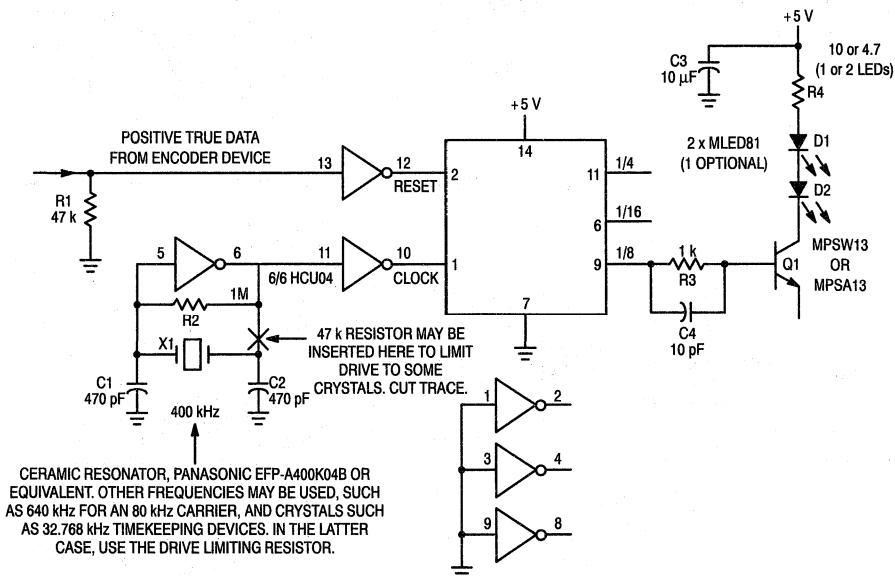 +5 V
C3
10 µF
10 or 4.7
(1 or 2 LEDs)
R4
+5 V
14
2 x MLED81
(1 OPTIONAL)
D1
D2
POSITIVE TRUE DATA
FROM ENCODER DEVICE
13
12
RESET
2
11
1/4
R1
47 k
6
1/16
5
6
11
10
6/6 HCU04
CLOCK
1
9
1/8
1 k
R3
Q1
MPSW13
OR
MPSA13
7
C4
10 pF
1M
R2
X1
47 k RESISTOR MAY BE
INSERTED HERE TO LIMIT
DRIVE TO SOME
CRYSTALS. CUT TRACE.
C1
470 pF
C2
470 pF
400 kHz
1
2
3
4
9
8
CERAMIC RESONATOR, PANASONIC EFP-A400K04B OR
EQUIVALENT. OTHER FREQUENCIES MAY BE USED, SUCH
AS 640 kHz FOR AN 80 kHz CARRIER, AND CRYSTALS SUCH
AS 32.768 kHz TIMEKEEPING DEVICES. IN THE LATTER
CASE, USE THE DRIVE LIMITING RESISTOR.